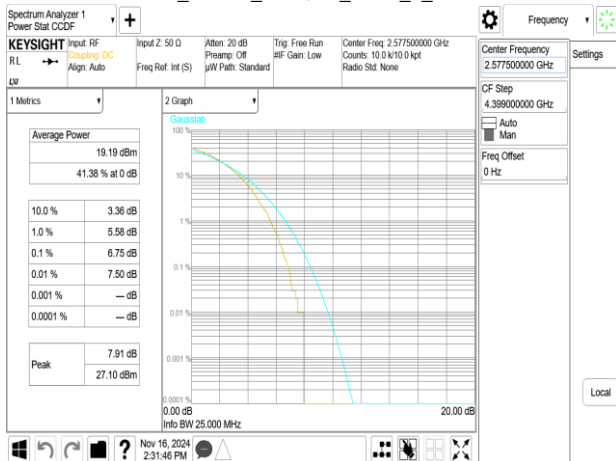 Spectrum Analyzer 1
Power Stat CCDF
Frequency
KEYSIGHT
RL
LXI
Input: RF
Coupling: DC
Align: Auto
Input Z: 50 Ω
Freq Ref: Int (S)
Atten: 20 dB
Preamp: Off
µW Path: Standard
Trig: Free Run
#IF Gain: Low
Center Freq: 2.577500000 GHz
Counts: 10.0 k/10.0 kpt
Radio Std: None
Center Frequency
2.577500000 GHz
Settings
CF Step
4.399000000 GHz
Auto
Man
Freq Offset
0 Hz
Local
1 Metrics
Average Power
19.19 dBm
41.38 % at 0 dB
10.0 % 3.36 dB
1.0 % 5.58 dB
0.1 % 6.75 dB
0.01 % 7.50 dB
0.001 % --- dB
0.0001 % --- dB
Peak
7.91 dB
27.10 dBm
2 Graph
Gaussian
100 %
10 %
1 %
0.1 %
0.01 %
0.001 %
0.0001 %
0.00 dB 20.00 dB
Info BW 25.000 MHz
?
Nov 16, 2024
2:31:46 PM